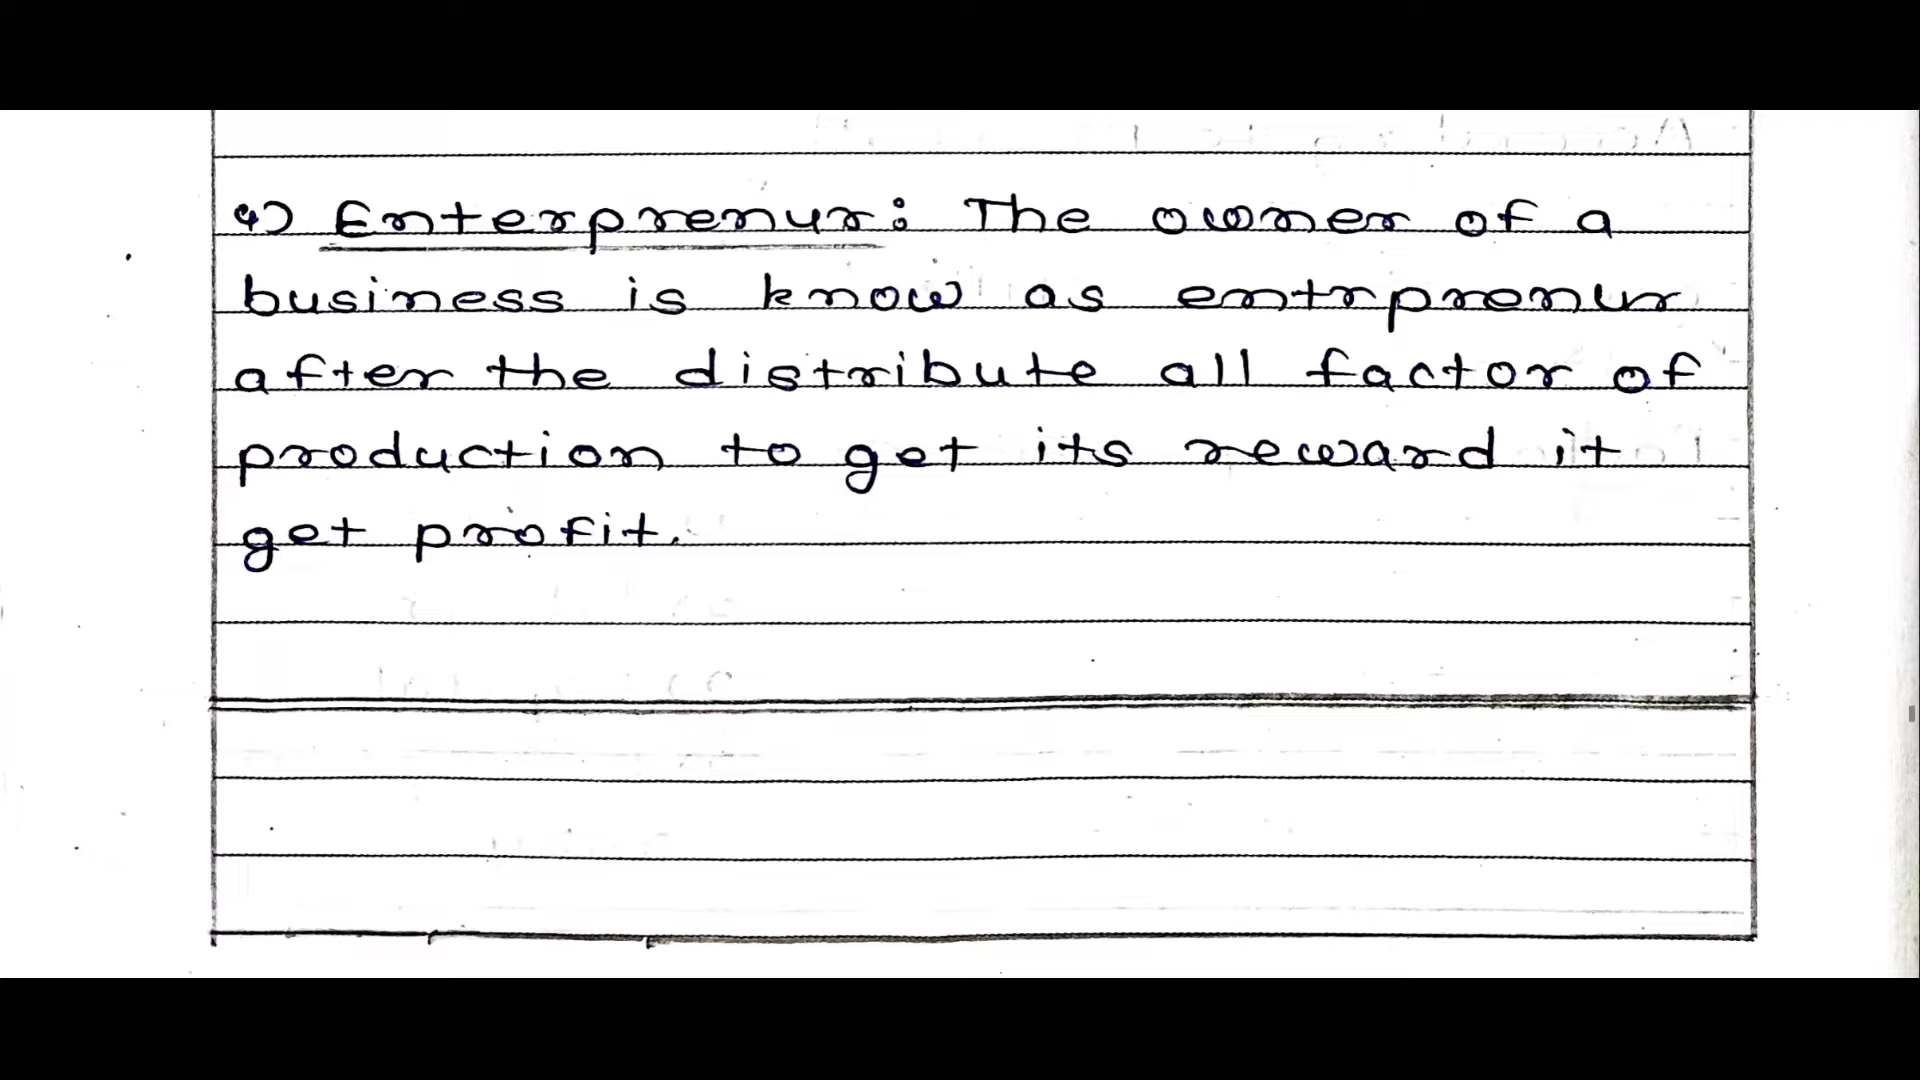 4) Enterprenur: The owner of a
business is know as entrprenur
after the distribute all factor of
production to get its reward it
get profit.